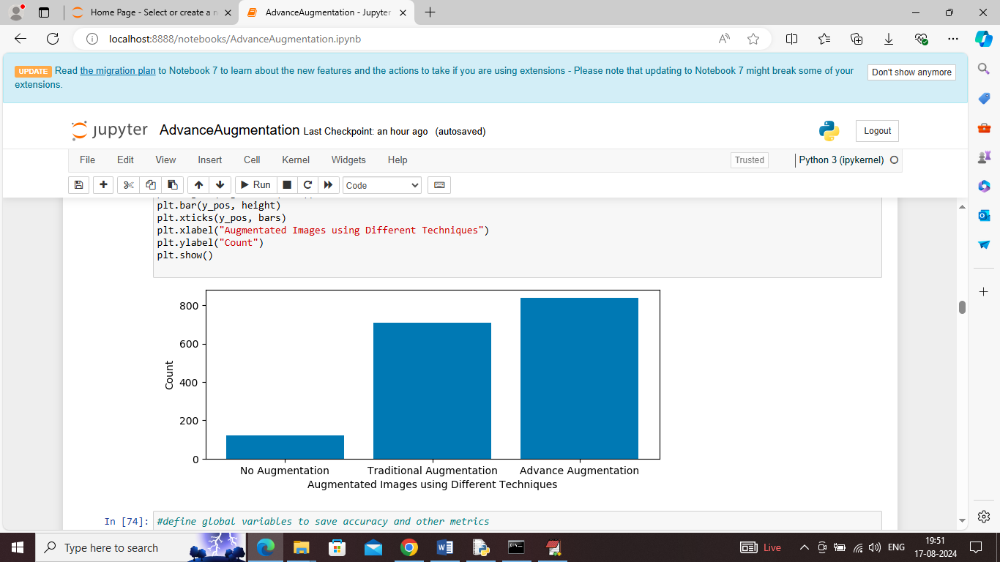 Home Page - Select or create a n
AdvanceAugmentation - Jupyter
localhost:8888/notebooks/AdvanceAugmentation.ipynb
UPDATE Read the migration plan to Notebook 7 to learn about the new features and the actions to take if you are using extensions - Please note that updating to Notebook 7 might break some of your
extensions.
Don't show anymore
jupyter AdvanceAugmentation Last Checkpoint: an hour ago (autosaved)
Logout
File Edit View Insert Cell Kernel Widgets Help
Trusted
Python 3 (ipykernel)
Run
Code
plt.bar(y_pos, height)
plt.xticks(y_pos, bars)
plt.xlabel("Augmentated Images using Different Techniques")
plt.ylabel("Count")
plt.show()
800
600
400
200
0
Count
No Augmentation Traditional Augmentation Advance Augmentation
Augmentated Images using Different Techniques
In [74]: #define global variables to save accuracy and other metrics
Type here to search
Live
ENG
19:51
17-08-2024